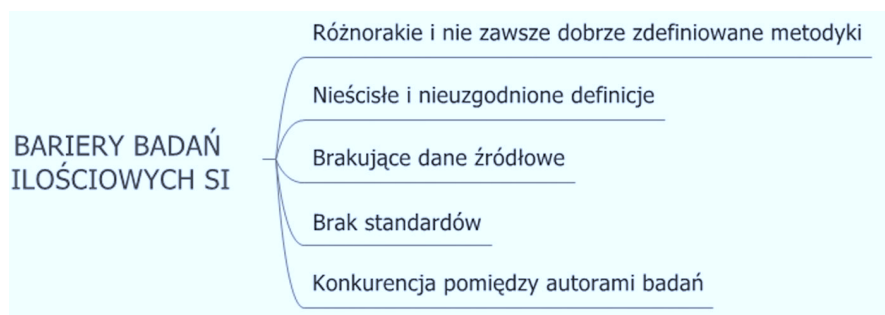 BARIERY BADAŃ
ILOŚCIOWYCH SI
Różnorakie i nie zawsze dobrze zdefiniowane metodyki
Nieścisłe i nieuzgodnione definicje
Brakujące dane źródłowe
Brak standardów
Konkurencja pomiędzy autorami badań